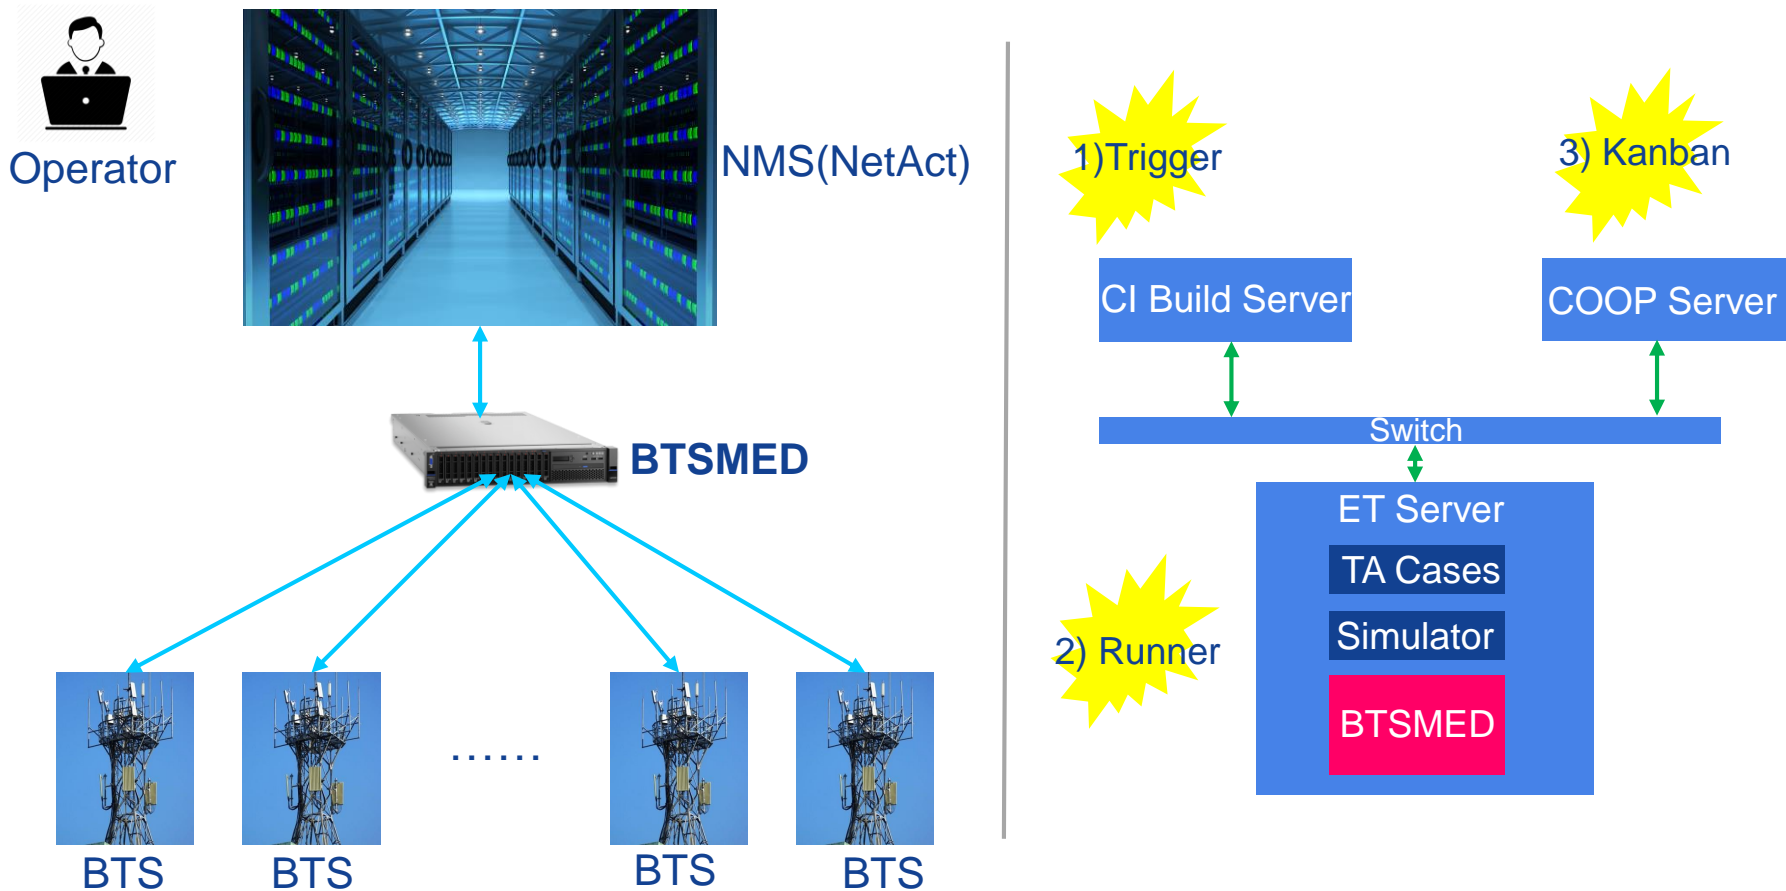 Operator
NMS(NetAct)
BTSMED
......
BTS
BTS
BTS
BTS
1)Trigger
3) Kanban
CI Build Server
COOP Server
Switch
ET Server
TA Cases
Simulator
BTSMED
2) Runner